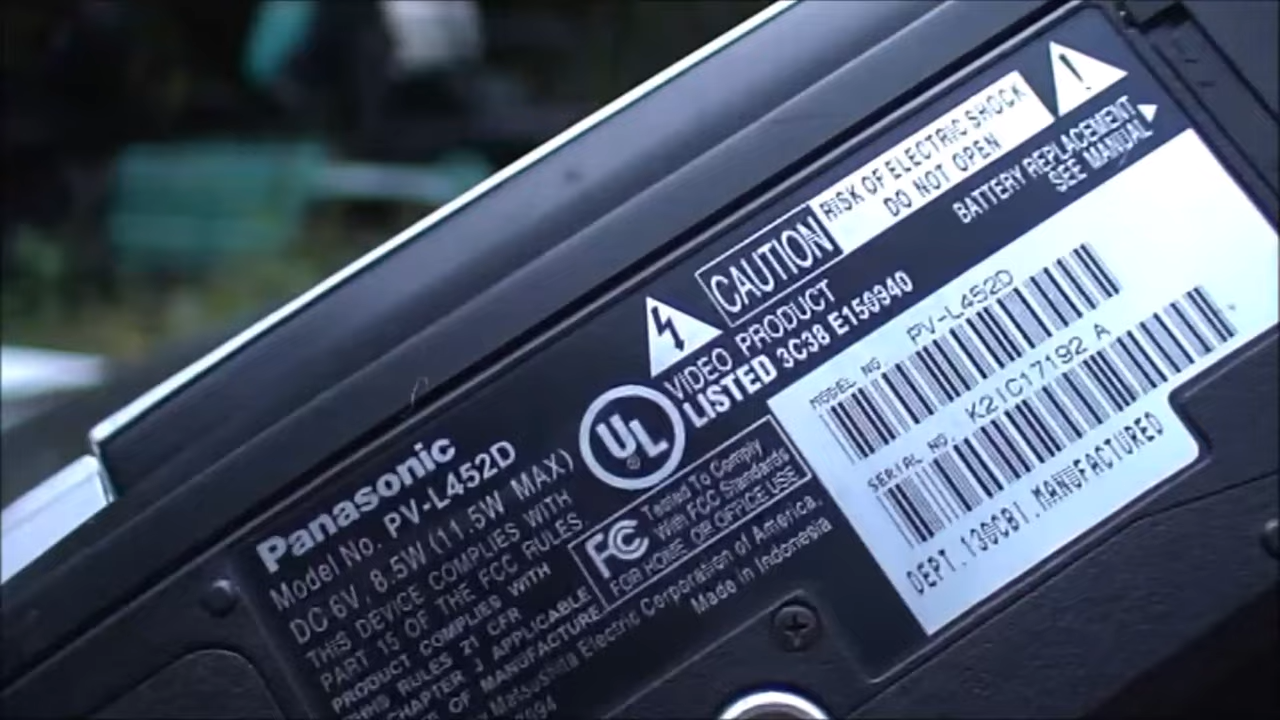 CAUTION
RISK OF ELECTRIC SHOCK
DO NOT OPEN
BATTERY REPLACEMENT
SEE MANUAL
UL
VIDEO PRODUCT
LISTED 3C38 E150940
Panasonic
Model No. PV-L452D
DC 6V, 8.5W (11.5W MAX)
THIS DEVICE COMPLIES WITH
PART 15 OF THE FCC RULES
PRODUCT COMPLIES WITH
DHHS RULES 21 CFR
CHAPTER J APPLICABLE
OF MANUFACTURE
FC
Tested To Comply
With FCC Standards
FOR HOME OR OFFICE USE
Matsushita Electric Corporation of America.
Made in Indonesia
MODEL NO. PV-L452D
SERIAL NO. K2IC17192 A
DEPT. MANUFACTURED